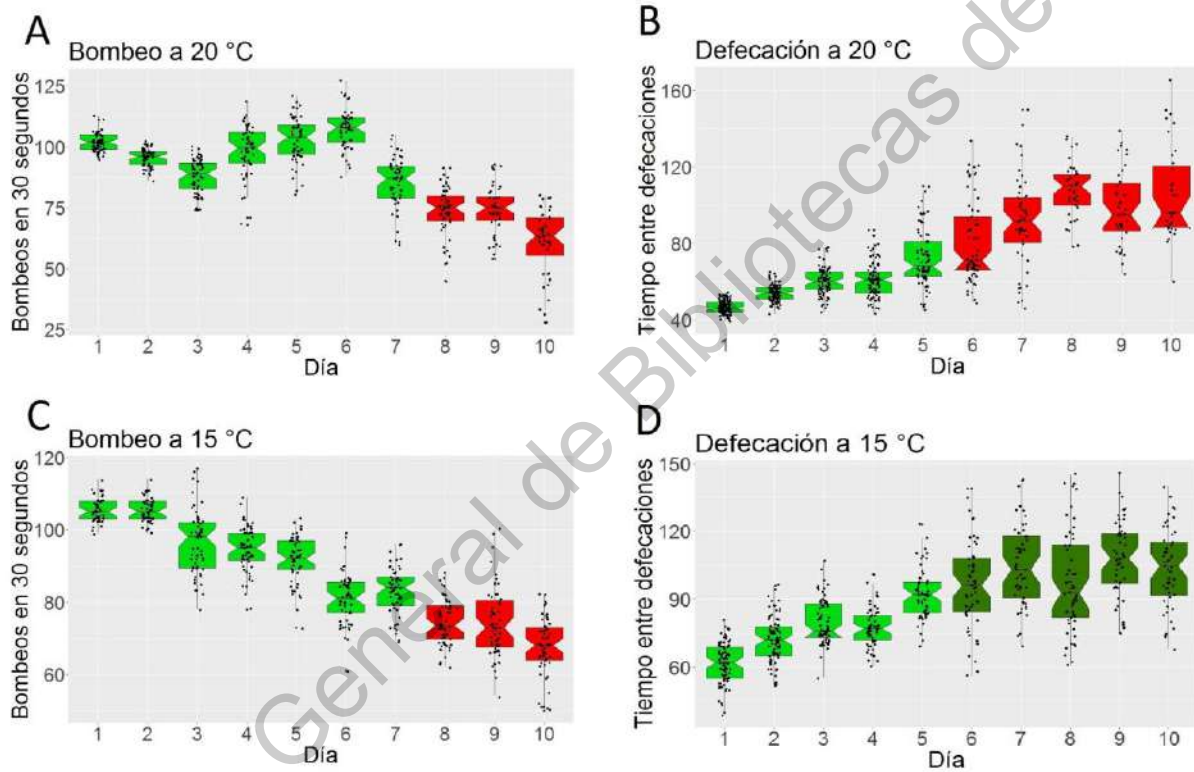 A
Bombeo a 20 °C
Bombeos en 30 segundos
125
100
75
50
25
1 2 3 4 5 6 7 8 9 10
Día
B
Defecación a 20 °C
Tiempo entre defecaciones
160
120
80
40
1 2 3 4 5 6 7 8 9 10
Día
C
Bombeo a 15 °C
Bombeos en 30 segundos
120
100
80
60
1 2 3 4 5 6 7 8 9 10
Día
D
Defecación a 15 °C
Tiempo entre defecaciones
150
120
90
60
1 2 3 4 5 6 7 8 9 10
Día
General de Bibliotecas de